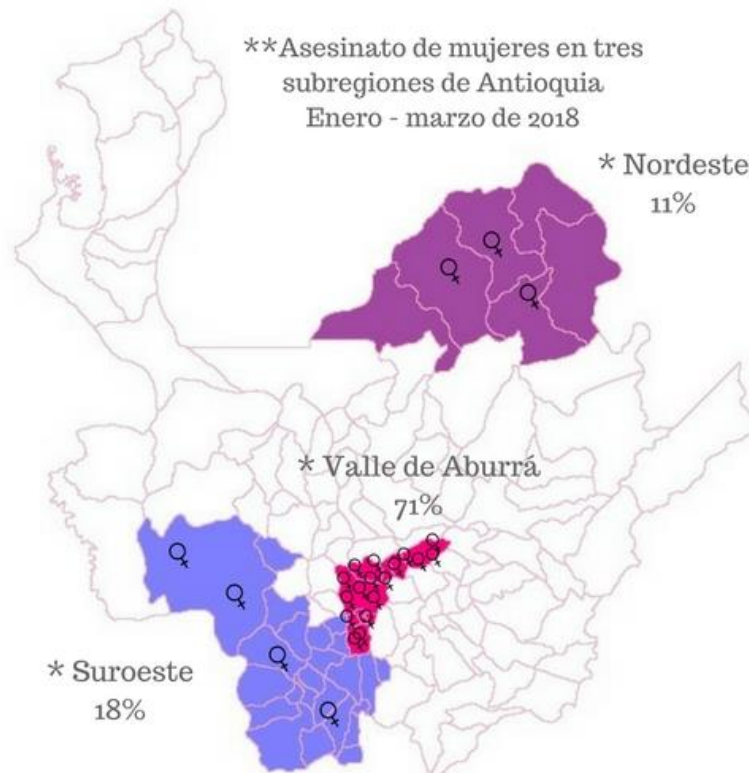 **Asesinato de mujeres en tres
subregiones de Antioquia
Enero - marzo de 2018
* Nordeste
11%
* Valle de Aburrá
71%
* Suroeste
18%